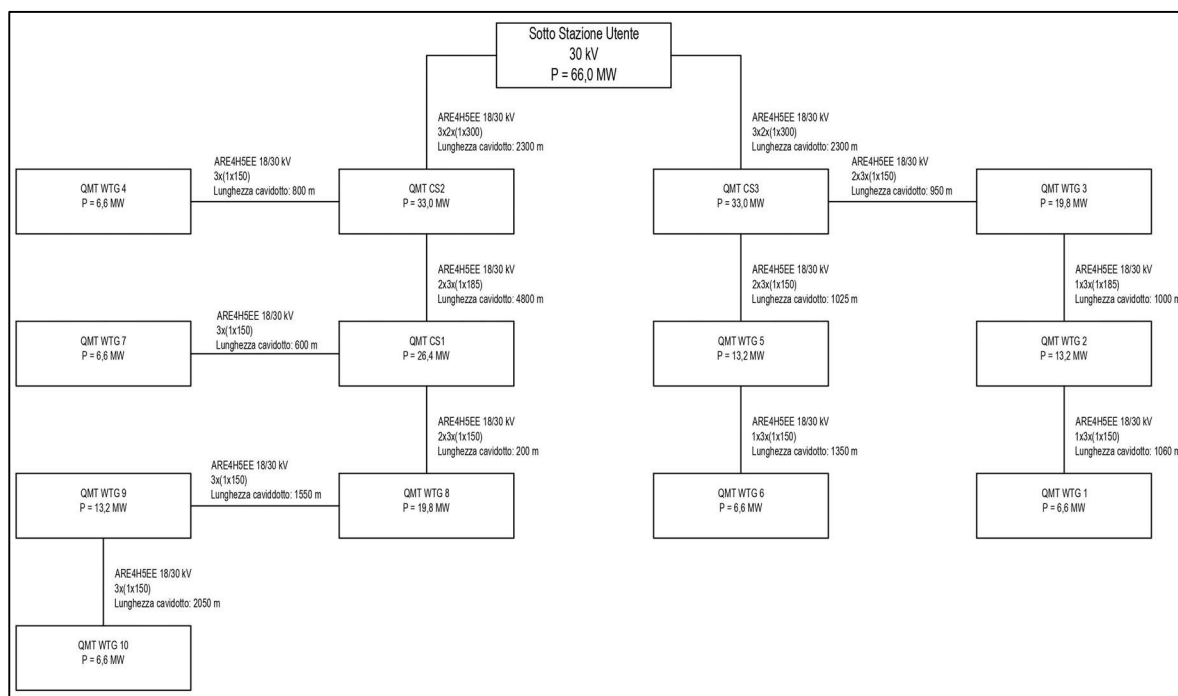 Sotto Stazione Utente
30 kV
P = 66,0 MW
ARE4H5EE 18/30 kV
3x2x(1x300)
Lunghezza cavidotto: 2300 m
ARE4H5EE 18/30 kV
3x2x(1x300)
Lunghezza cavidotto: 2300 m
QMT WTG 4
P = 6,6 MW
ARE4H5EE 18/30 kV
3x(1x150)
Lunghezza cavidotto: 800 m
QMT CS2
P = 33,0 MW
QMT CS3
P = 33,0 MW
ARE4H5EE 18/30 kV
2x3x(1x150)
Lunghezza cavidotto: 950 m
QMT WTG 3
P = 19,8 MW
ARE4H5EE 18/30 kV
2x3x(1x185)
Lunghezza cavidotto: 4800 m
ARE4H5EE 18/30 kV
2x3x(1x150)
Lunghezza cavidotto: 1025 m
ARE4H5EE 18/30 kV
1x3x(1x185)
Lunghezza cavidotto: 1000 m
QMT WTG 7
P = 6,6 MW
ARE4H5EE 18/30 kV
3x(1x150)
Lunghezza cavidotto: 600 m
QMT CS1
P = 26,4 MW
QMT WTG 5
P = 13,2 MW
QMT WTG 2
P = 13,2 MW
ARE4H5EE 18/30 kV
2x3x(1x150)
Lunghezza cavidotto: 200 m
ARE4H5EE 18/30 kV
1x3x(1x150)
Lunghezza cavidotto: 1350 m
ARE4H5EE 18/30 kV
1x3x(1x150)
Lunghezza cavidotto: 1060 m
QMT WTG 9
P = 13,2 MW
ARE4H5EE 18/30 kV
3x(1x150)
Lunghezza caviddotto: 1550 m
QMT WTG 8
P = 19,8 MW
QMT WTG 6
P = 6,6 MW
QMT WTG 1
P = 6,6 MW
ARE4H5EE 18/30 kV
3x(1x150)
Lunghezza cavidotto: 2050 m
QMT WTG 10
P = 6,6 MW